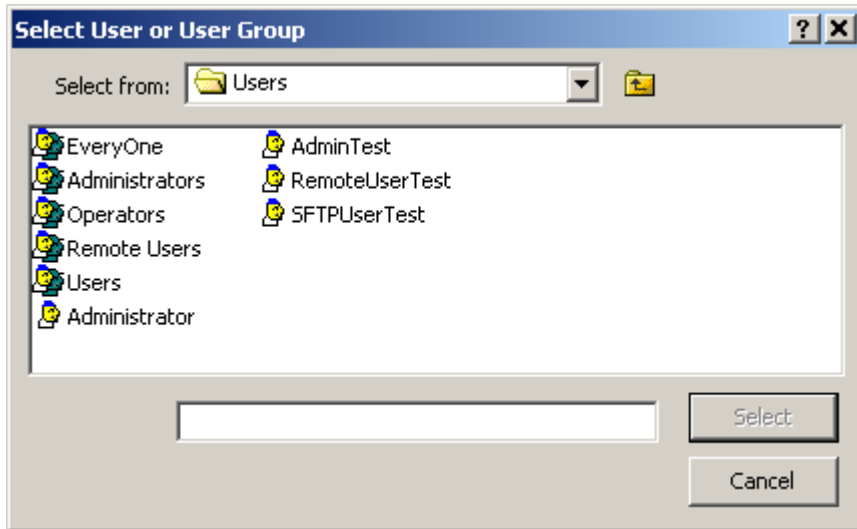 Select User or User Group
Select from: Users
EveryOne
Administrators
Operators
Remote Users
Users
Administrator
AdminTest
RemoteUserTest
SFTPUserTest
Select
Cancel